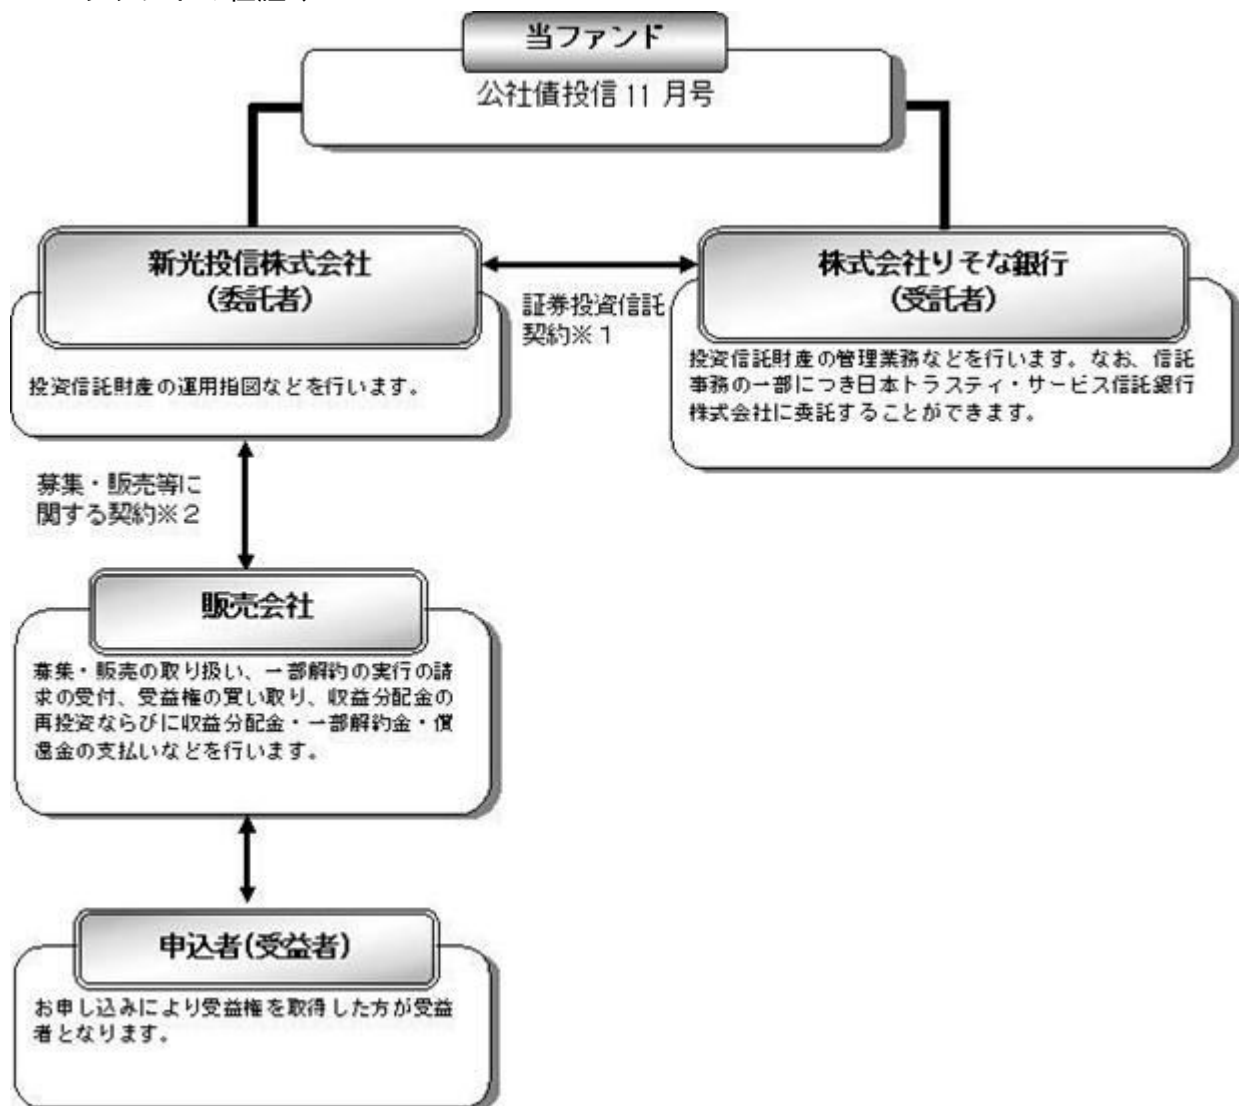 当ファンド
公社債投信 11 月号
新光投信株式会社
(委託者)
投資信託財産の運用指図などを行います。
証券投資信託
契約※1
株式会社りそな銀行
(受託者)
投資信託財産の管理業務などを行います。なお、信託
事務の一部につき日本トラスティ・サービス信託銀行
株式会社に委託することができます。
募集・販売等に
関する契約※2
販売会社
募集・販売の取り扱い、一部解約の実行の請
求の受付、受益権の買い取り、収益分配金の
再投資ならびに収益分配金・一部解約金・償
還金の支払いなどを行います。
申込者(受益者)
お申し込みにより受益権を取得した方が受益
者となります。